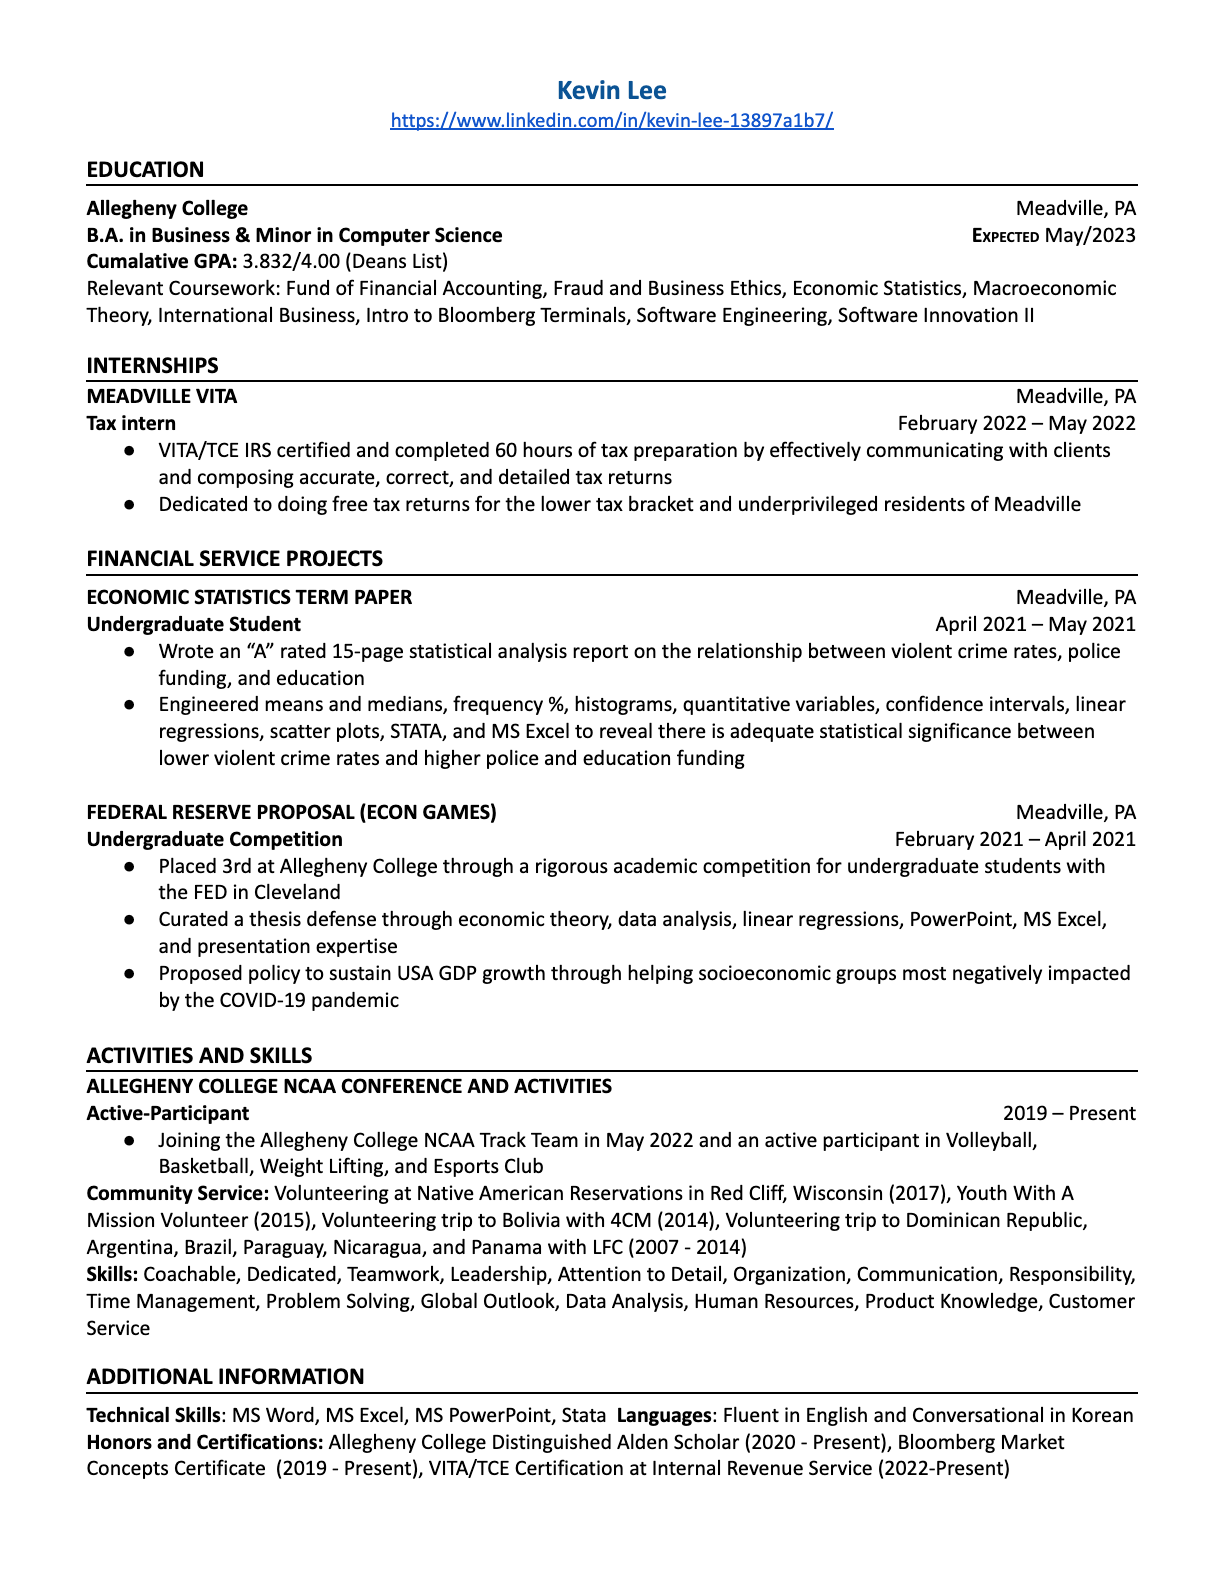 Kevin Lee
https://www.linkedin.com/in/kevin-lee-13897a1b7/
EDUCATION
Allegheny College Meadville, PA
B.A. in Business & Minor in Computer Science Expected May/2023
Cumalative GPA: 3.832/4.00 (Deans List)
Relevant Coursework: Fund of Financial Accounting, Fraud and Business Ethics, Economic Statistics, Macroeconomic
Theory, International Business, Intro to Bloomberg Terminals, Software Engineering, Software Innovation II
INTERNSHIPS
MEADVILLE VITA Meadville, PA
Tax intern February 2022 – May 2022
● VITA/TCE IRS certified and completed 60 hours of tax preparation by effectively communicating with clients
and composing accurate, correct, and detailed tax returns
● Dedicated to doing free tax returns for the lower tax bracket and underprivileged residents of Meadville
FINANCIAL SERVICE PROJECTS
ECONOMIC STATISTICS TERM PAPER Meadville, PA
Undergraduate Student April 2021 – May 2021
● Wrote an “A” rated 15-page statistical analysis report on the relationship between violent crime rates, police
funding, and education
● Engineered means and medians, frequency %, histograms, quantitative variables, confidence intervals, linear
regressions, scatter plots, STATA, and MS Excel to reveal there is adequate statistical significance between
lower violent crime rates and higher police and education funding
FEDERAL RESERVE PROPOSAL (ECON GAMES) Meadville, PA
Undergraduate Competition February 2021 – April 2021
● Placed 3rd at Allegheny College through a rigorous academic competition for undergraduate students with
the FED in Cleveland
● Curated a thesis defense through economic theory, data analysis, linear regressions, PowerPoint, MS Excel,
and presentation expertise
● Proposed policy to sustain USA GDP growth through helping socioeconomic groups most negatively impacted
by the COVID-19 pandemic
ACTIVITIES AND SKILLS
ALLEGHENY COLLEGE NCAA CONFERENCE AND ACTIVITIES
Active-Participant 2019 – Present
● Joining the Allegheny College NCAA Track Team in May 2022 and an active participant in Volleyball,
Basketball, Weight Lifting, and Esports Club
Community Service: Volunteering at Native American Reservations in Red Cliff, Wisconsin (2017), Youth With A
Mission Volunteer (2015), Volunteering trip to Bolivia with 4CM (2014), Volunteering trip to Dominican Republic,
Argentina, Brazil, Paraguay, Nicaragua, and Panama with LFC (2007 - 2014)
Skills: Coachable, Dedicated, Teamwork, Leadership, Attention to Detail, Organization, Communication, Responsibility,
Time Management, Problem Solving, Global Outlook, Data Analysis, Human Resources, Product Knowledge, Customer
Service
ADDITIONAL INFORMATION
Technical Skills: MS Word, MS Excel, MS PowerPoint, Stata Languages: Fluent in English and Conversational in Korean
Honors and Certifications: Allegheny College Distinguished Alden Scholar (2020 - Present), Bloomberg Market
Concepts Certificate (2019 - Present), VITA/TCE Certification at Internal Revenue Service (2022-Present)